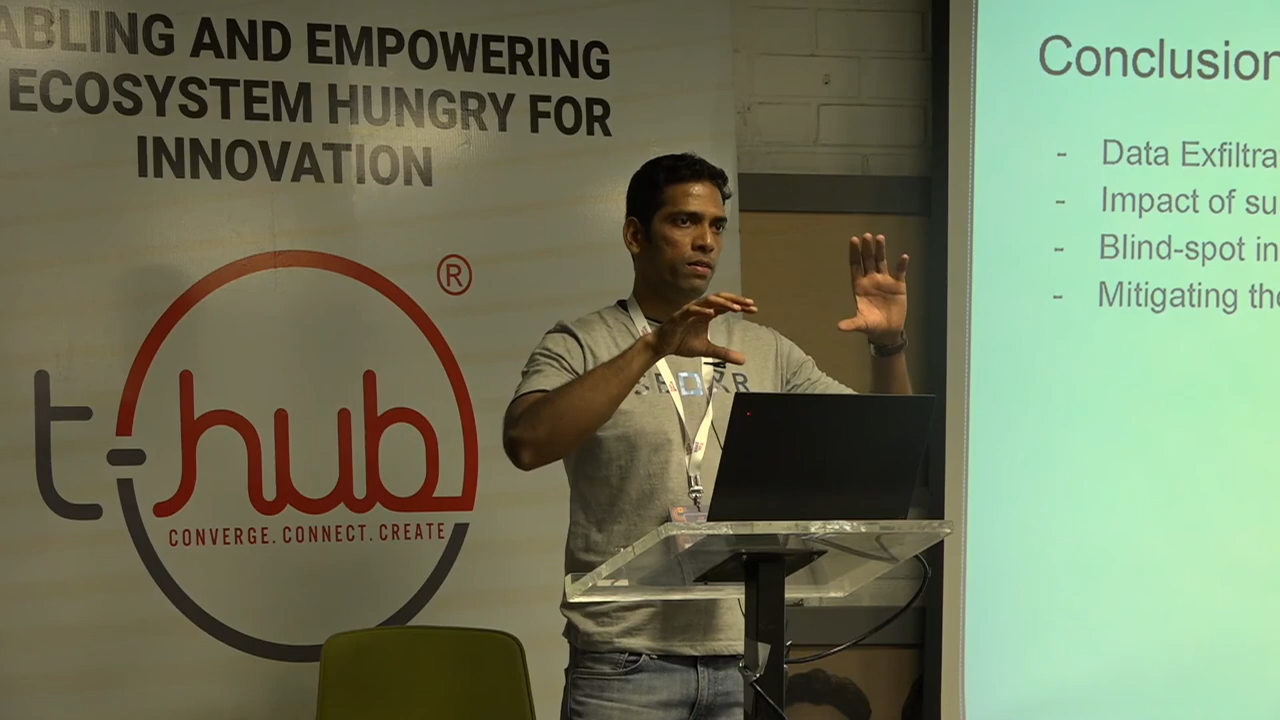 ABLING AND EMPOWERING
ECOSYSTEM HUNGRY FOR
INNOVATION
®
t-hub
CONVERGE. CONNECT. CREATE
Conclusion
- Data Exfiltra
- Impact of su
- Blind-spot in
- Mitigating the